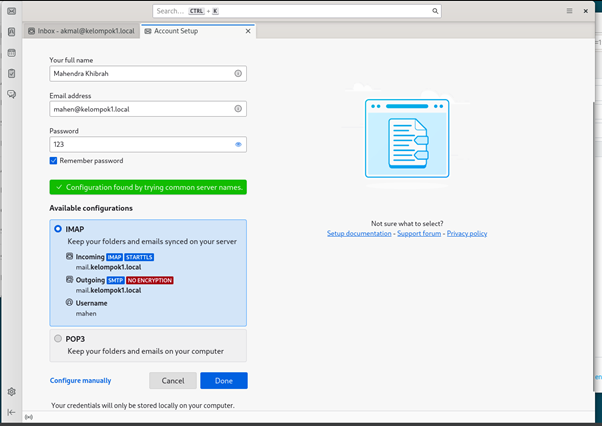 Search... CTRL + K
Inbox - akmal@kelompok1.local
Account Setup
Your full name
Mahendra Khibrah
Email address
mahen@kelompok1.local
Password
123
Remember password
Configuration found by trying common server names.
Available configurations
IMAP
Keep your folders and emails synced on your server
Incoming IMAP STARTTLS
mail.kelompok1.local
Outgoing SMTP NO ENCRYPTION
mail.kelompok1.local
Username
mahen
POP3
Keep your folders and emails on your computer
Configure manually
Cancel
Done
Your credentials will only be stored locally on your computer.
Not sure what to select?
Setup documentation - Support forum - Privacy policy